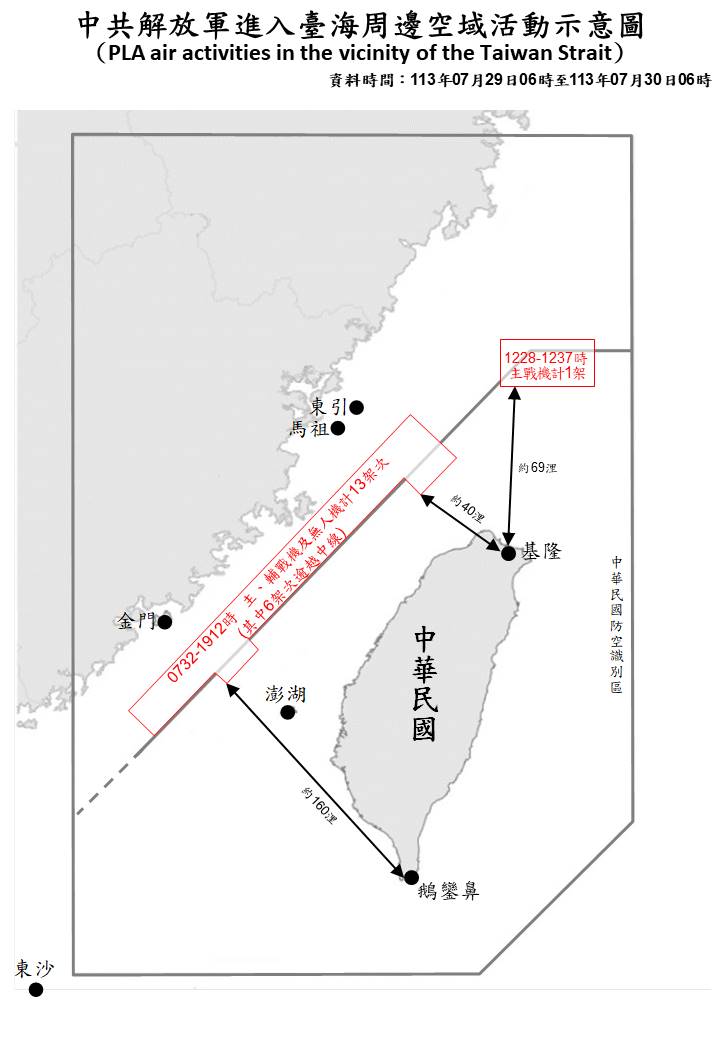 中共解放軍進入臺海周邊空域活動示意圖
（PLA air activities in the vicinity of the Taiwan Strait）
資料時間：113年07月29日06時至113年07月30日06時
1228-1237時
主戰機計1架
東引
馬祖
約69浬
0732-1912時 主、輔戰機及無人機計13架次
(其中6架次逾越中線)
約40浬
基隆
中華民國防空識別區
金門
中華民國
澎湖
約160浬
鵝鑾鼻
東沙